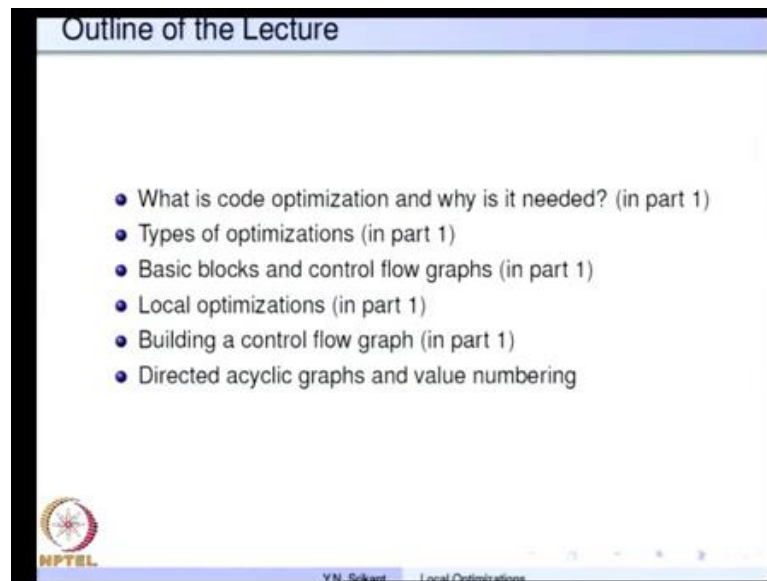 Outline of the Lecture
What is code optimization and why is it needed? (in part 1)
Types of optimizations (in part 1)
Basic blocks and control flow graphs (in part 1)
Local optimizations (in part 1)
Building a control flow graph (in part 1)
Directed acyclic graphs and value numbering
NPTEL
Y.N. Srikant Local Optimizations